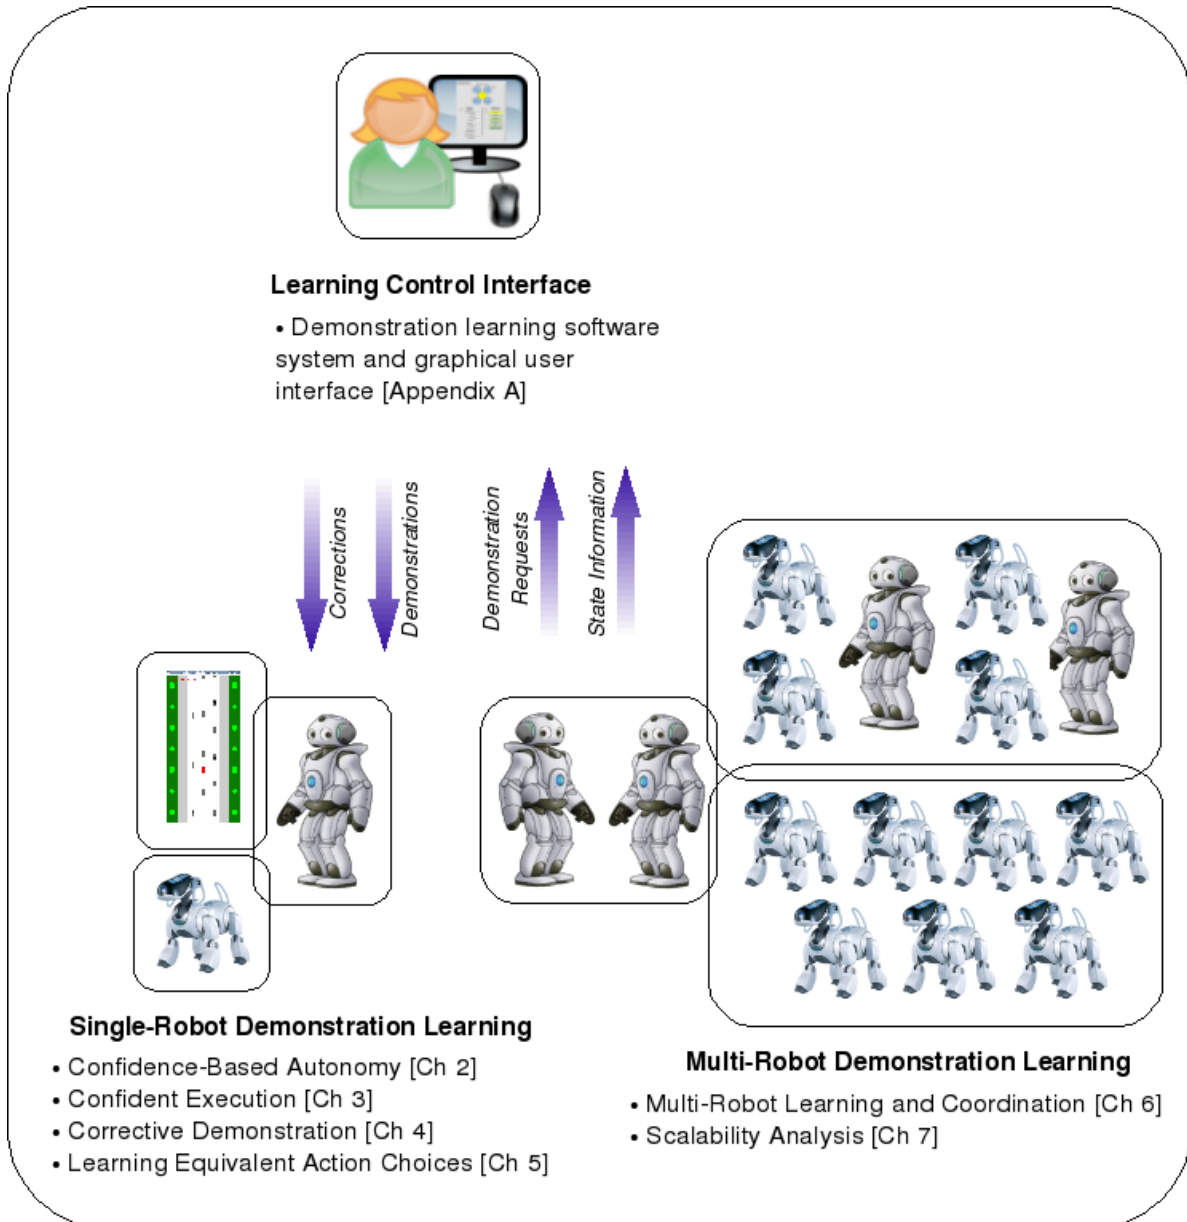 Learning Control Interface
• Demonstration learning software
system and graphical user
interface [Appendix A]
Corrections
Demonstrations
Demonstration
Requests
State Information
Single-Robot Demonstration Learning
• Confidence-Based Autonomy [Ch 2]
• Confident Execution [Ch 3]
• Corrective Demonstration [Ch 4]
• Learning Equivalent Action Choices [Ch 5]
Multi-Robot Demonstration Learning
• Multi-Robot Learning and Coordination [Ch 6]
• Scalability Analysis [Ch 7]